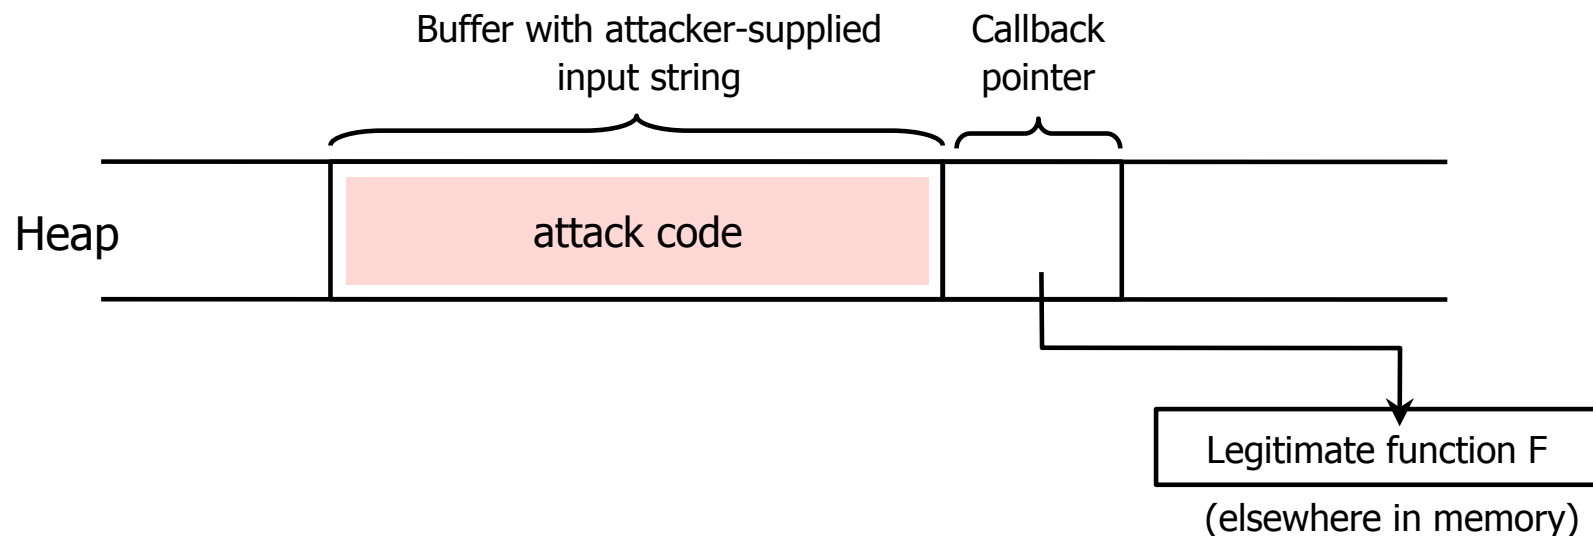 Buffer with attacker-supplied
input string
Callback
pointer
Heap
attack code
Legitimate function F
(elsewhere in memory)